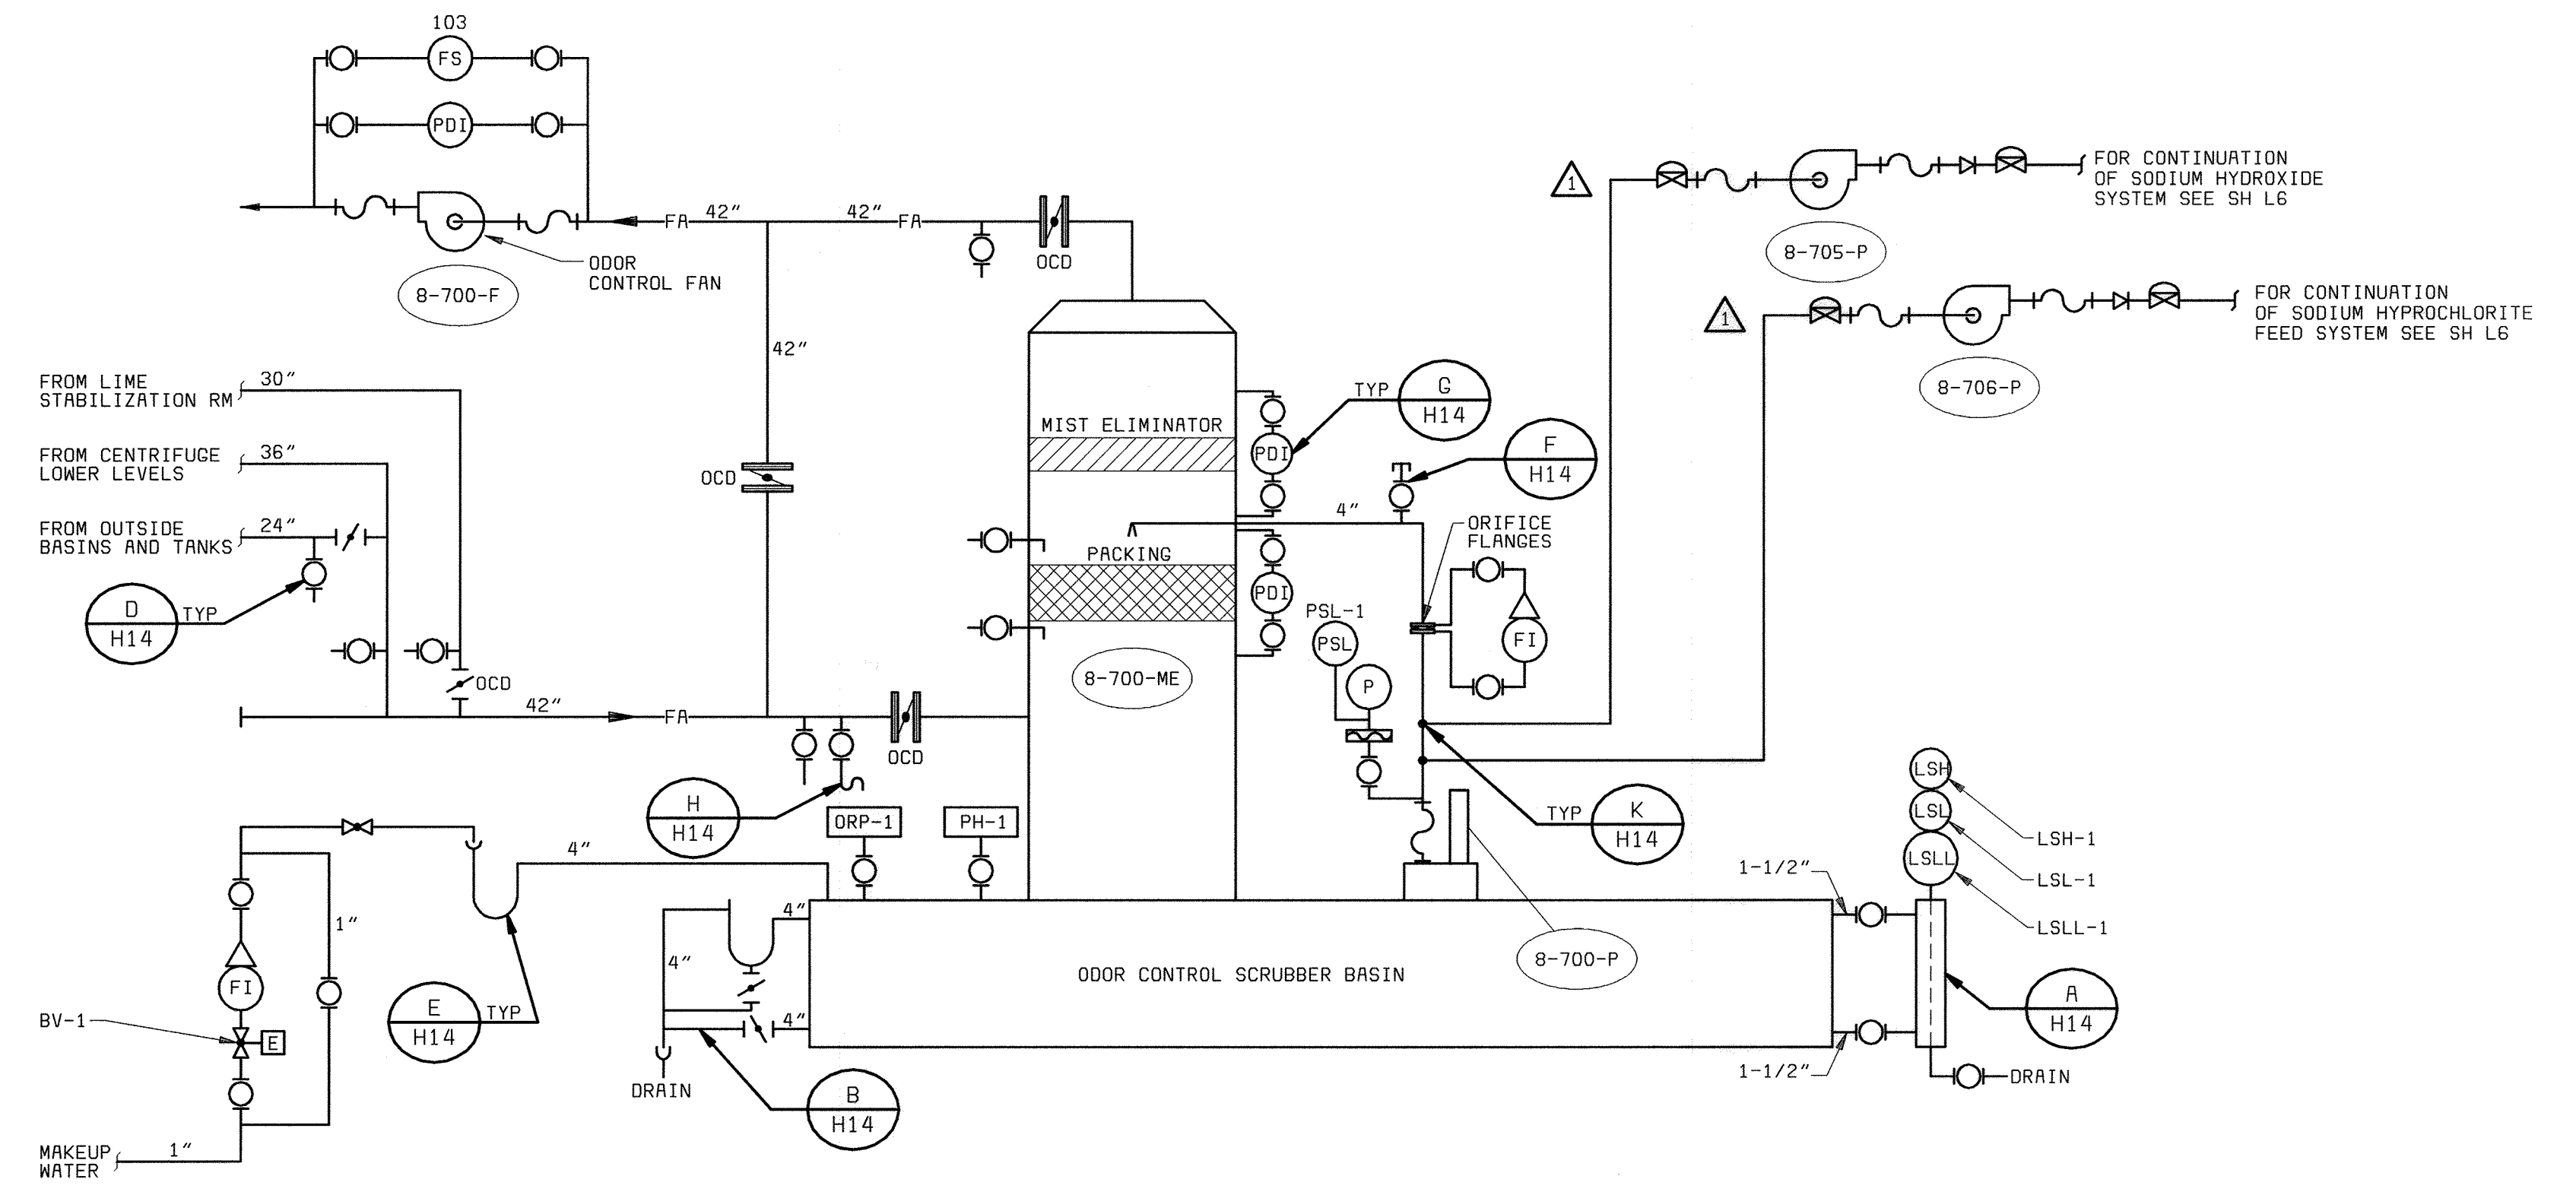 103
FS
PDI
FA
42″
42″
FA
OCD
ODOR
CONTROL FAN
8-700-F
1
FOR CONTINUATION
OF SODIUM HYDROXIDE
SYSTEM SEE SH L6
8-705-P
1
FOR CONTINUATION
OF SODIUM HYPROCHLORITE
FEED SYSTEM SEE SH L6
8-706-P
42″
FROM LIME
STABILIZATION RM
30″
FROM CENTRIFUGE
LOWER LEVELS
36″
FROM OUTSIDE
BASINS AND TANKS
24″
D
H14
TYP
OCD
OCD
42″
FA
OCD
MIST ELIMINATOR
PDI
TYP
G
H14
F
H14
4″
PACKING
PDI
ORIFICE
FLANGES
FI
PSL-1
PSL
P
8-700-ME
H
H14
ORP-1
PH-1
TYP
K
H14
LSH
LSL
LSLL
LSH-1
LSL-1
LSLL-1
4″
1″
FI
BV-1
E
E
H14
TYP
4″
4″
4″
DRAIN
B
H14
ODOR CONTROL SCRUBBER BASIN
8-700-P
1-1/2″
1-1/2″
A
H14
DRAIN
MAKEUP
WATER
1″